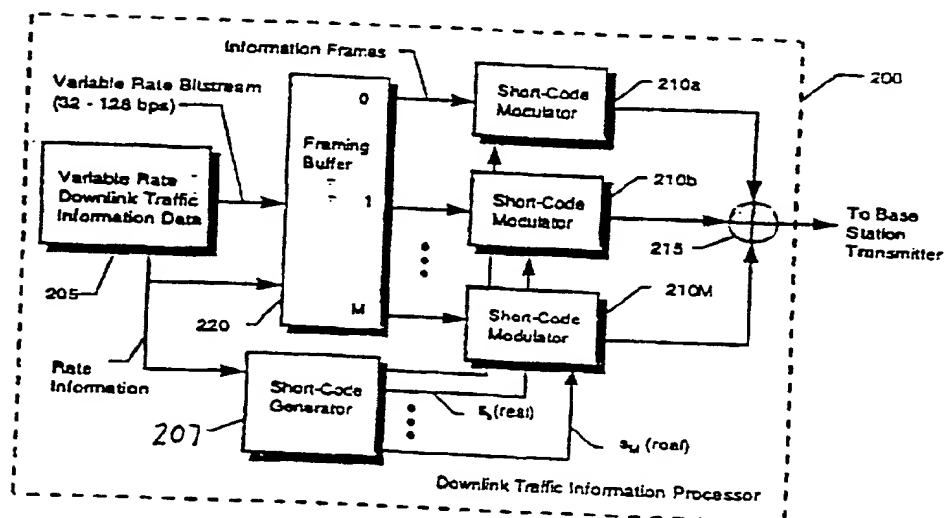 Information Frames
Variable Rate Bitstream
(32 - 128 bps)
0
Framing
Buffer
1
M
Short-Code
Modulator
210a
200
Variable Rate
Downlink Traffic
Information Data
Short-Code
Modulator
210b
215
To Base
Station
Transmitter
205
220
Short-Code
Modulator
210M
Rate
Information
Short-Code
Generator
207
(real)
sM (real)
Downlink Traffic Information Processor